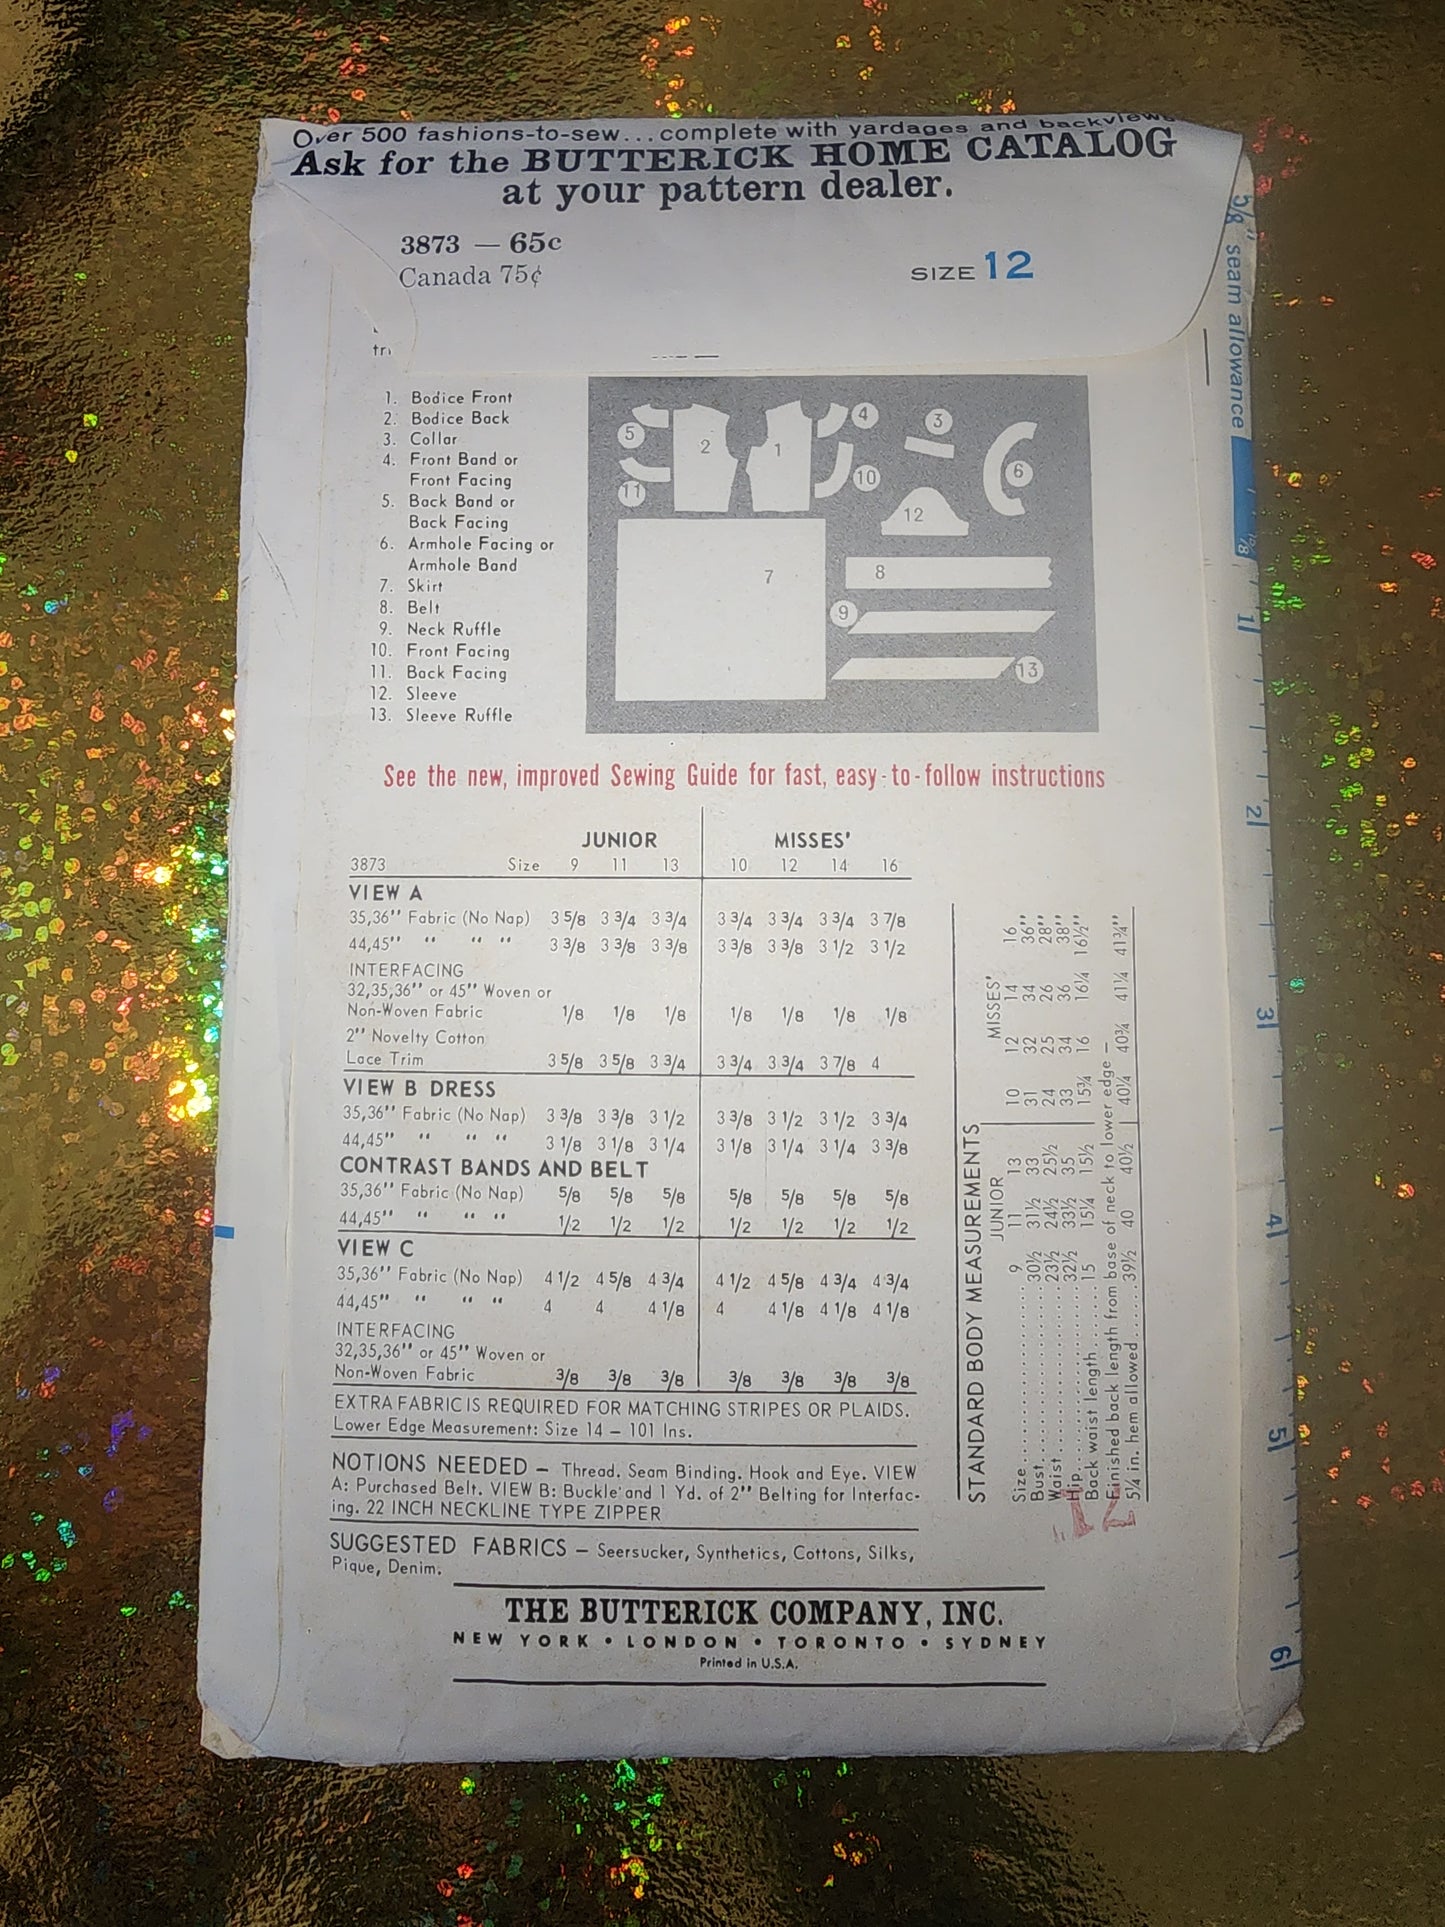 Over 500 fashions-to-sew...complete with yardages and backviews
Ask for the BUTTERICK HOME CATALOG
at your pattern dealer.
3873 — 65c
Canada 75¢
SIZE 12
1. Bodice Front
2. Bodice Back
3. Collar
4. Front Band or
Front Facing
5. Back Band or
Back Facing
6. Armhole Facing or
Armhole Band
7. Skirt
8. Belt
9. Neck Ruffle
10. Front Facing
11. Back Facing
12. Sleeve
13. Sleeve Ruffle
5 2 1 4 3
11 10 6
12
7 8
9
13
See the new, improved Sewing Guide for fast, easy-to-follow instructions
JUNIOR MISSES'
3873 Size 9 11 13 10 12 14 16
VIEW A
35,36" Fabric (No Nap) 3 5/8 3 3/4 3 3/4 3 3/4 3 3/4 3 3/4 3 7/8
44,45" " " " 3 3/8 3 3/8 3 3/8 3 3/8 3 3/8 3 1/2 3 1/2
INTERFACING
32,35,36" or 45" Woven or
Non-Woven Fabric 1/8 1/8 1/8 1/8 1/8 1/8 1/8
2" Novelty Cotton
Lace Trim 3 5/8 3 5/8 3 3/4 3 3/4 3 3/4 3 7/8 4
VIEW B DRESS
35,36" Fabric (No Nap) 3 3/8 3 3/8 3 1/2 3 3/8 3 1/2 3 1/2 3 3/4
44,45" " " " 3 1/8 3 1/8 3 1/4 3 1/8 3 1/4 3 1/4 3 3/8
CONTRAST BANDS AND BELT
35,36" Fabric (No Nap) 5/8 5/8 5/8 5/8 5/8 5/8 5/8
44,45" " " " 1/2 1/2 1/2 1/2 1/2 1/2 1/2
VIEW C
35,36" Fabric (No Nap) 4 1/2 4 5/8 4 3/4 4 1/2 4 5/8 4 3/4 4 3/4
44,45" " " " 4 4 4 1/8 4 4 1/8 4 1/8 4 1/8
INTERFACING
32,35,36" or 45" Woven or
Non-Woven Fabric 3/8 3/8 3/8 3/8 3/8 3/8 3/8
EXTRA FABRIC IS REQUIRED FOR MATCHING STRIPES OR PLAIDS.
Lower Edge Measurement: Size 14 – 101 Ins.
NOTIONS NEEDED – Thread. Seam Binding. Hook and Eye. VIEW
A: Purchased Belt. VIEW B: Buckle and 1 Yd. of 2" Belting for Interfac-
ing. 22 INCH NECKLINE TYPE ZIPPER
SUGGESTED FABRICS – Seersucker, Synthetics, Cottons, Silks,
Pique, Denim.
STANDARD BODY MEASUREMENTS
JUNIOR MISSES'
Size 9 11 13 10 12 14 16
Bust 30½ 31½ 33 31 32 34 36"
Waist 23½ 24½ 25½ 24 25 26 28"
Hip 32½ 33½ 35 33 34 36 38"
Back waist length 15 15¼ 15½ 15¾ 16 16¼ 16½"
Finished back length from base of neck to lower edge –
5¼ in. hem allowed 39½ 40 40½ 40¼ 40¾ 41¼ 41¾"
12
THE BUTTERICK COMPANY, INC.
NEW YORK • LONDON • TORONTO • SYDNEY
Printed in U.S.A.
5/8" seam allowance
5/8
1
2
3
4
5
6